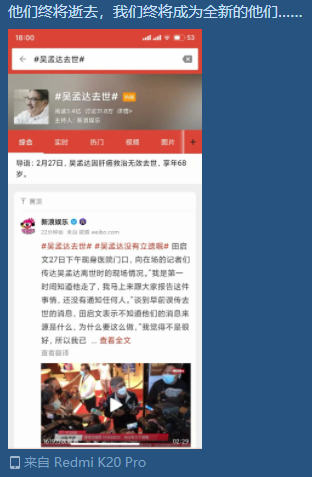 他们终将逝去，我们终将成为全新的他们......
18:00
53
#吴孟达去世#
#吴孟达去世#
阅读3.4亿 讨论31.8万 详情>
主持人：新浪娱乐
综合
实时
热门
视频
图片
+
导语：2月27日，吴孟达因肝癌救治无效去世，享年68
岁。
新浪娱乐
22分钟前 来自 微博 weibo.com
#吴孟达去世# #吴孟达没有立遗嘱# 田启
文27日下午现身医院门口，向在场的记者们
传达吴孟达离世时的现场情况。"我是第一
时间知道他走了，我马上来跟大家报告这件
事情，还没有通知任何人。"谈到早前误传去
世的消息，田启文表示不知道他们的消息来
源是什么，为什么要这么做，"我觉得不是很
好，所以我已 ... 查看全文
查看翻译
02:29
来自 Redmi K20 Pro